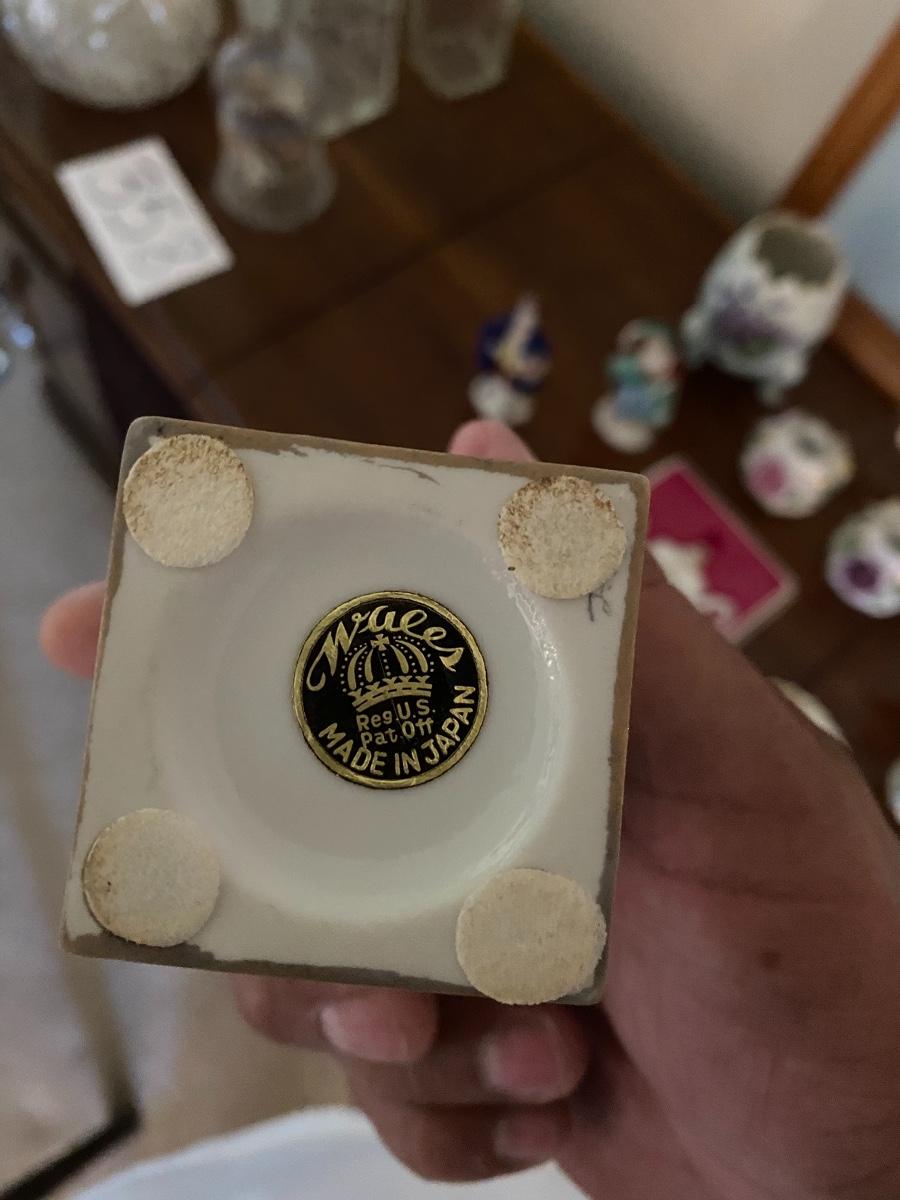 Wales
Reg.U.S.
Pat.Off
MADE IN JAPAN